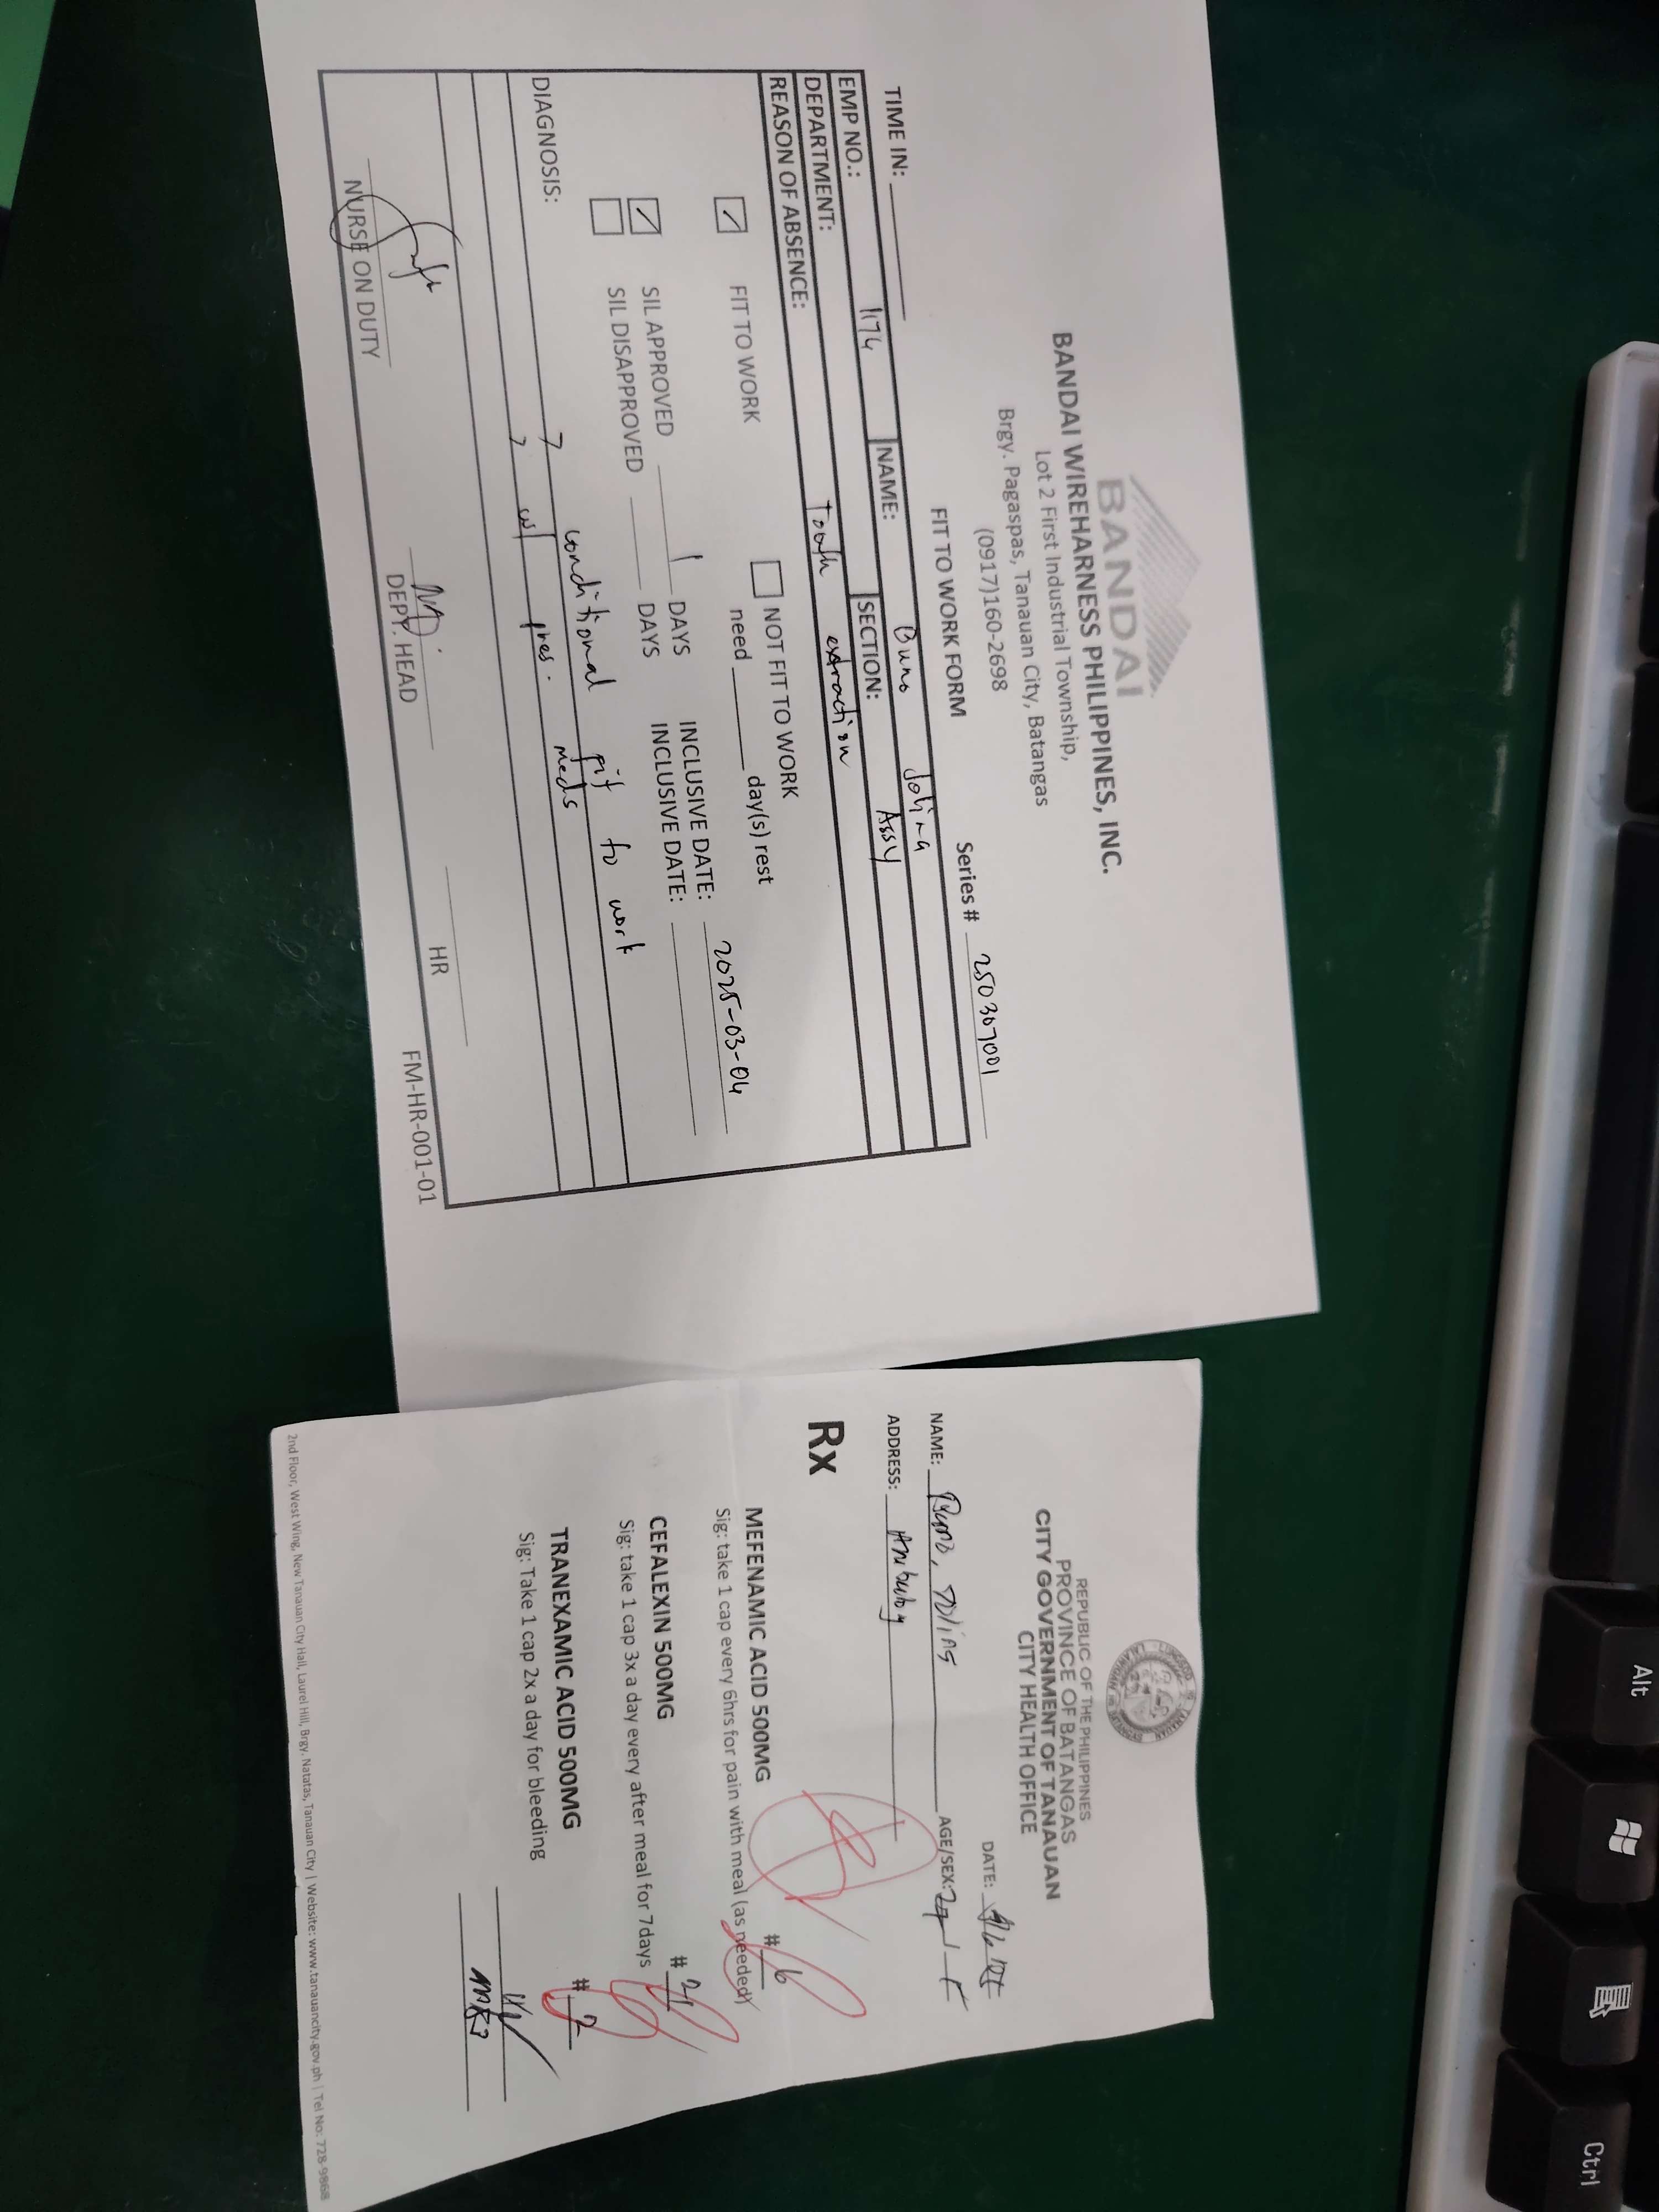 BANDAI
BANDAI WIREHARNESS PHILIPPINES, INC.
Lot 2 First Industrial Township,
Brgy. Pagaspas, Tanauan City, Batangas
(0917)160-2698
FIT TO WORK FORM
Series # 250307001
TIME IN:
EMP NO.: 1174 NAME: Buno Jolina
DEPARTMENT: SECTION: Assy
REASON OF ABSENCE: Tooth extraction
✓ FIT TO WORK NOT FIT TO WORK
need ____ day(s) rest
✓ SIL APPROVED 1 DAYS INCLUSIVE DATE: 2025-03-04
SIL DISAPPROVED ____ DAYS INCLUSIVE DATE:
DIAGNOSIS: conditional fit to work
w/ pres. meds
NURSE ON DUTY DEPT. HEAD HR
FM-HR-001-01
REPUBLIC OF THE PHILIPPINES
PROVINCE OF BATANGAS
CITY GOVERNMENT OF TANAUAN
CITY HEALTH OFFICE
DATE:
NAME: Buno, Jolina AGE/SEX:
ADDRESS:
Rx
MEFENAMIC ACID 500MG # 6
Sig: take 1 cap every 6hrs for pain with meal (as needed)
CEFALEXIN 500MG # 21
Sig: take 1 cap 3x a day every after meal for 7days
TRANEXAMIC ACID 500MG # 2
Sig: Take 1 cap 2x a day for bleeding
2nd Floor, West Wing, New Tanauan City Hall, Laurel Hill, Brgy. Natatas, Tanauan City | Website: www.tanauancity.gov.ph | Tel No: 728-9868
Alt
Ctrl